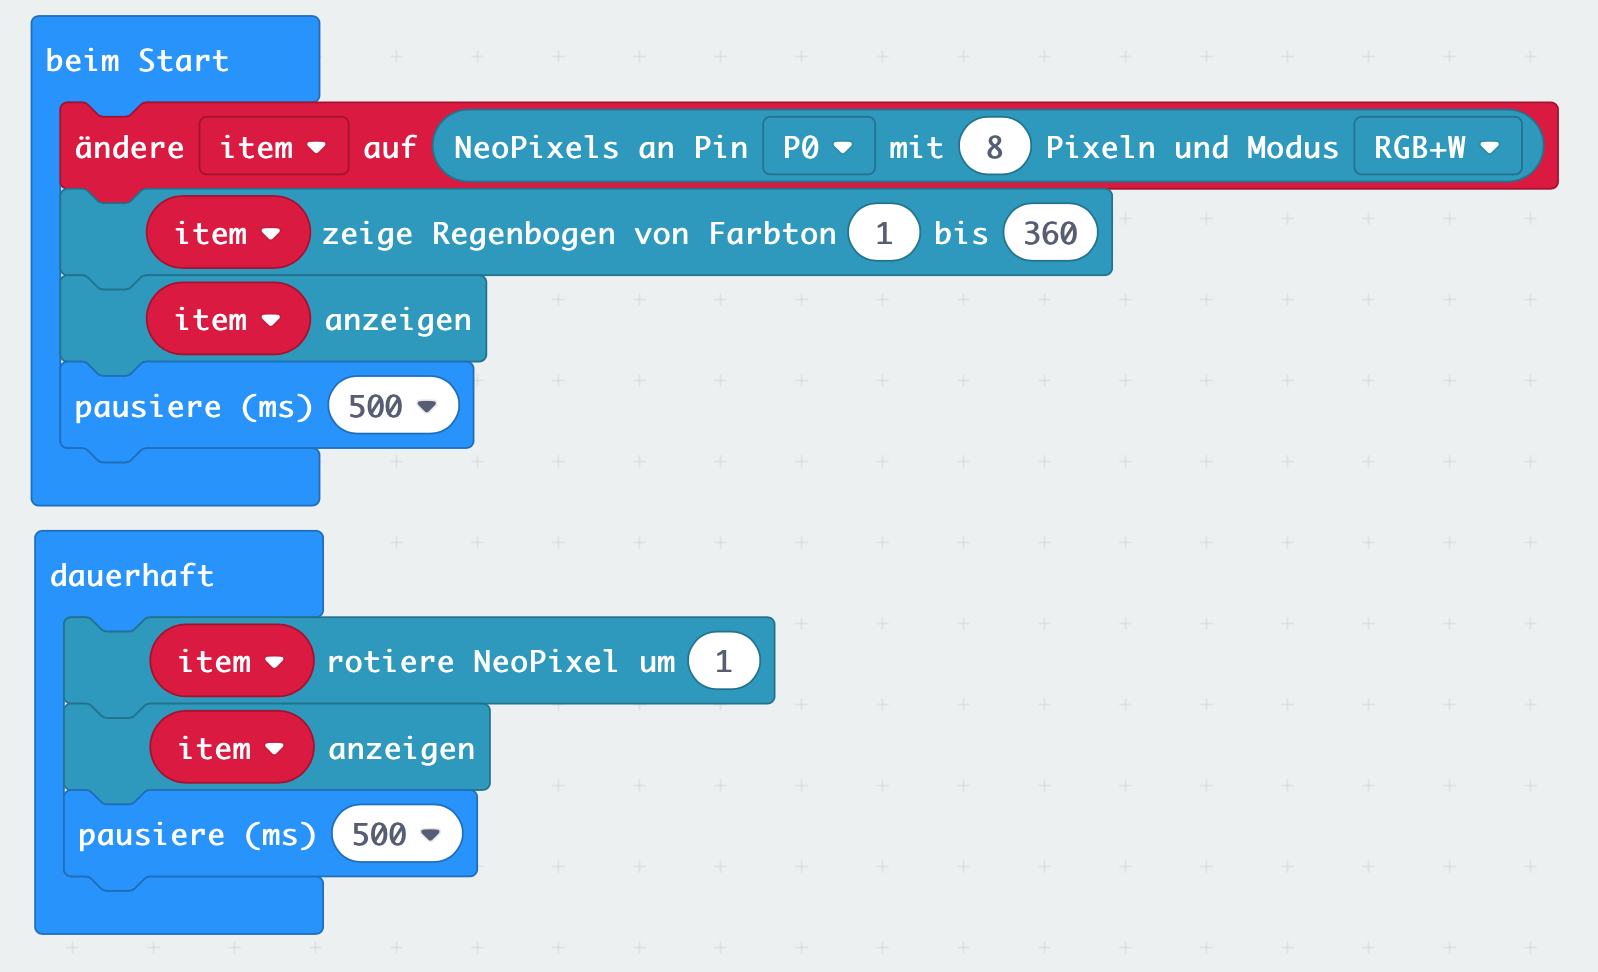 beim Start
ändere item auf NeoPixels an Pin P0 mit 8 Pixeln und Modus RGB+W
item zeige Regenbogen von Farbton 1 bis 360
item anzeigen
pausiere (ms) 500
dauerhaft
item rotiere NeoPixel um 1
item anzeigen
pausiere (ms) 500